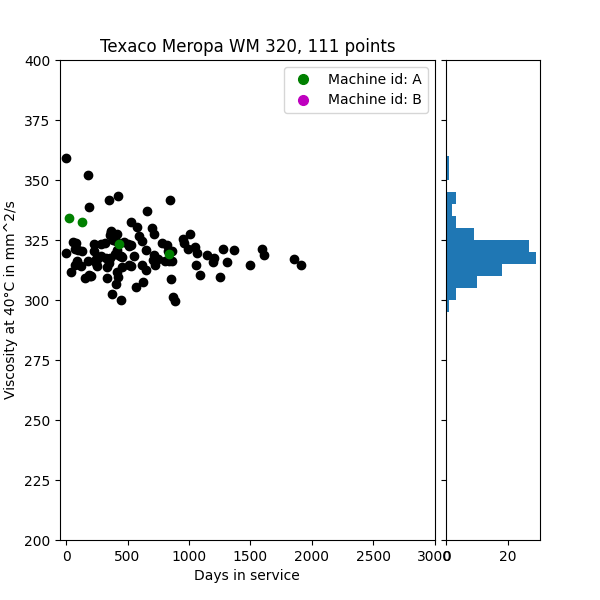 Texaco Meropa WM 320, 111 points
Machine id: A
Machine id: B
Viscosity at 40°C in mm^2/s
400
375
350
325
300
275
250
225
200
0 500 1000 1500 2000 2500 3000
0 20
Days in service